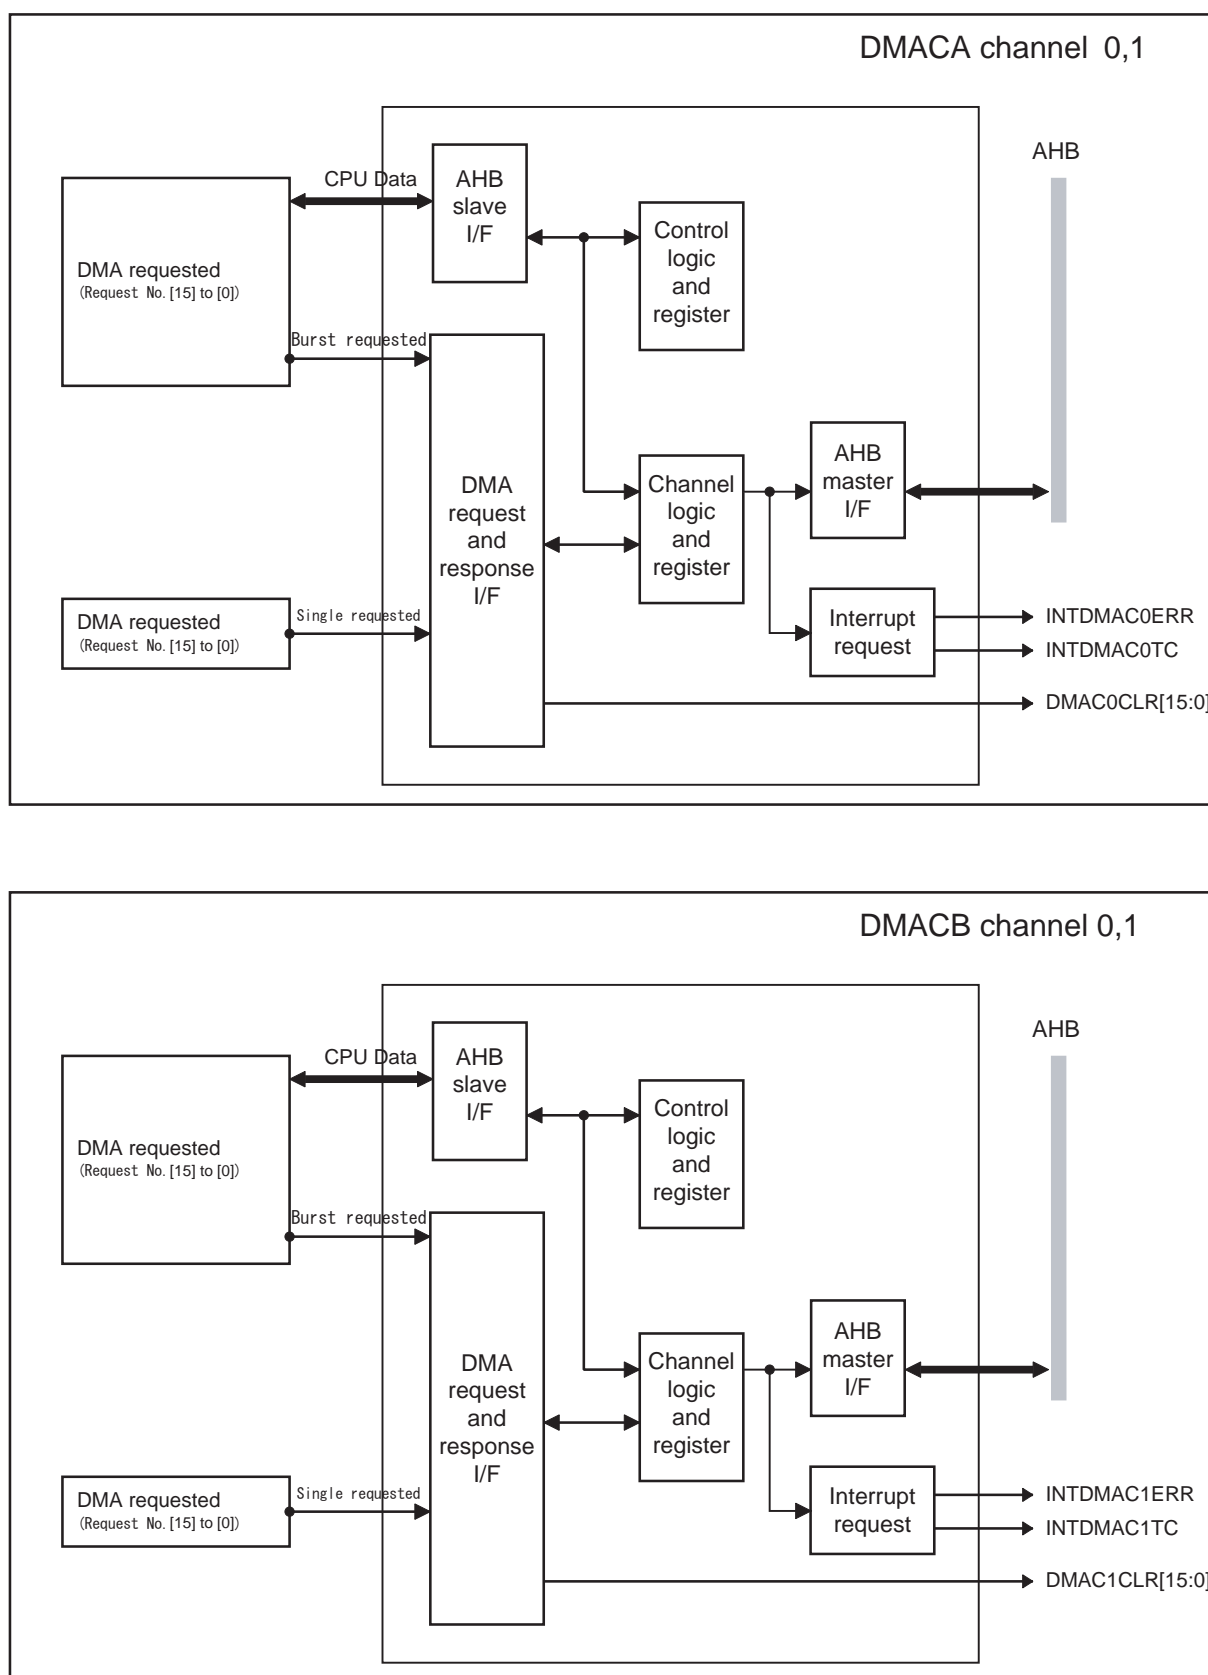 DMACA channel 0,1
AHB
CPU Data
AHB
slave
I/F
Control
logic
and
register
DMA requested
(Request No. [15] to [0])
Burst requested
AHB
master
I/F
Channel
logic
and
register
DMA
request
and
response
I/F
DMA requested
(Request No. [15] to [0])
Single requested
Interrupt
request
INTDMAC0ERR
INTDMAC0TC
DMAC0CLR[15:0]
DMACB channel 0,1
AHB
CPU Data
AHB
slave
I/F
Control
logic
and
register
DMA requested
(Request No. [15] to [0])
Burst requested
AHB
master
I/F
Channel
logic
and
register
DMA
request
and
response
I/F
DMA requested
(Request No. [15] to [0])
Single requested
Interrupt
request
INTDMAC1ERR
INTDMAC1TC
DMAC1CLR[15:0]